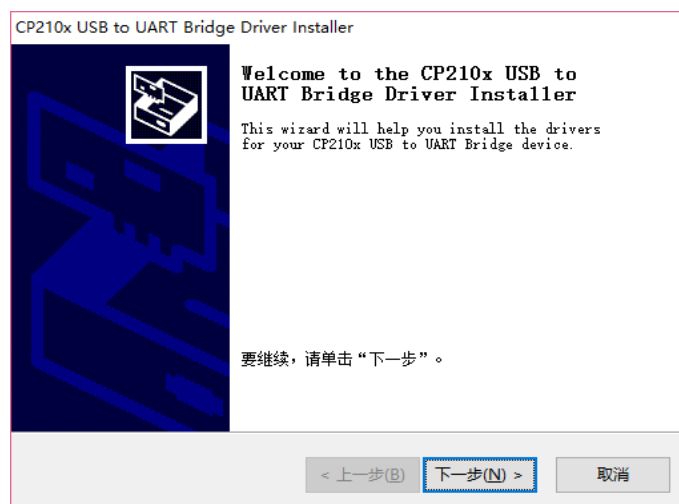 CP210x USB to UART Bridge Driver Installer
Welcome to the CP210x USB to
UART Bridge Driver Installer
This wizard will help you install the drivers
for your CP210x USB to UART Bridge device.
要继续，请单击“下一步”。
< 上一步(B) 下一步(N) > 取消